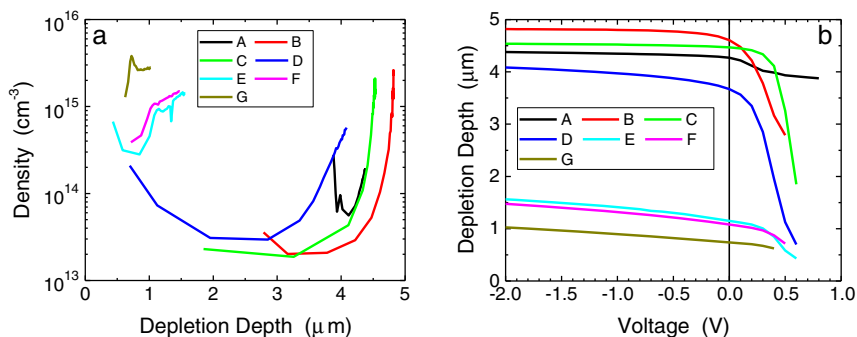 a
10^16
10^15
10^14
10^13
Density (cm^-3)
A B
C D
E F
G
0 1 2 3 4 5
Depletion Depth (μm)
b
5
4
3
2
1
0
Depletion Depth (μm)
A B C
D E F
G
-2.0 -1.5 -1.0 -0.5 0.0 0.5 1.0
Voltage (V)